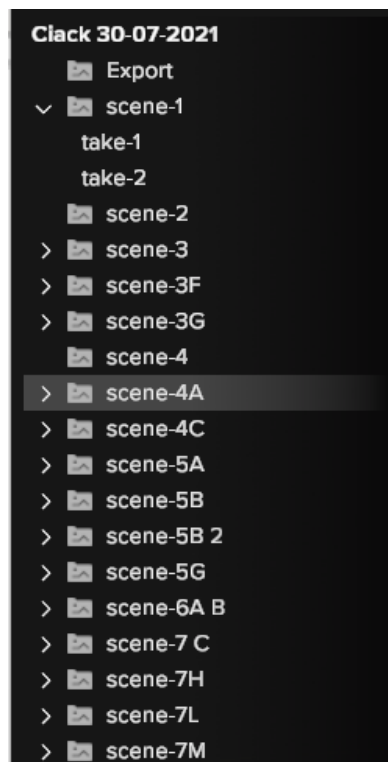 Ciack 30-07-2021
Export
scene-1
take-1
take-2
scene-2
scene-3
scene-3F
scene-3G
scene-4
scene-4A
scene-4C
scene-5A
scene-5B
scene-5B 2
scene-5G
scene-6A B
scene-7 C
scene-7H
scene-7L
scene-7M